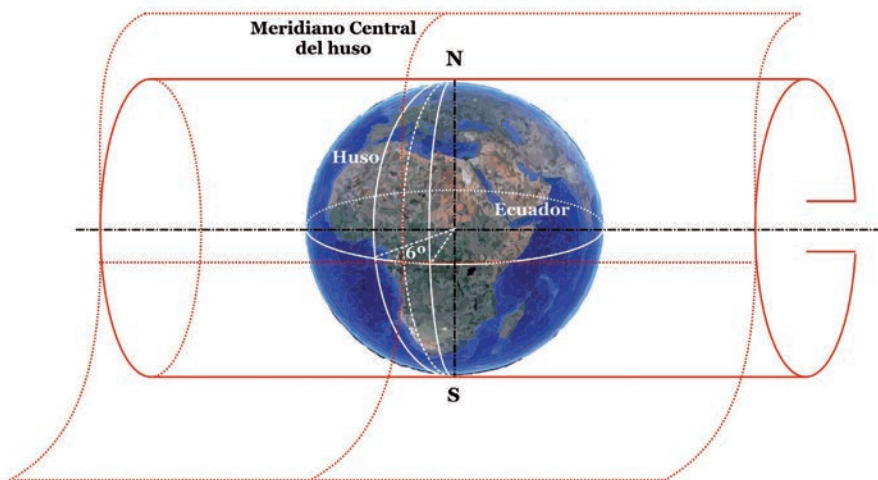 Meridiano Central
del huso
N
Huso
Ecuador
6º
S